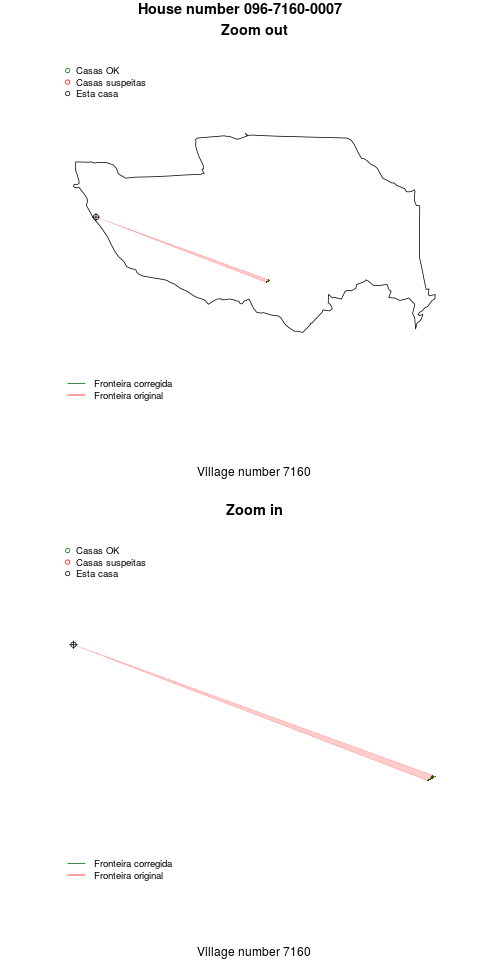 House number 096-7160-0007
Zoom out
Casas OK
Casas suspeitas
Esta casa
Fronteira corregida
Fronteira original
Village number 7160
Zoom in
Casas OK
Casas suspeitas
Esta casa
Fronteira corregida
Fronteira original
Village number 7160